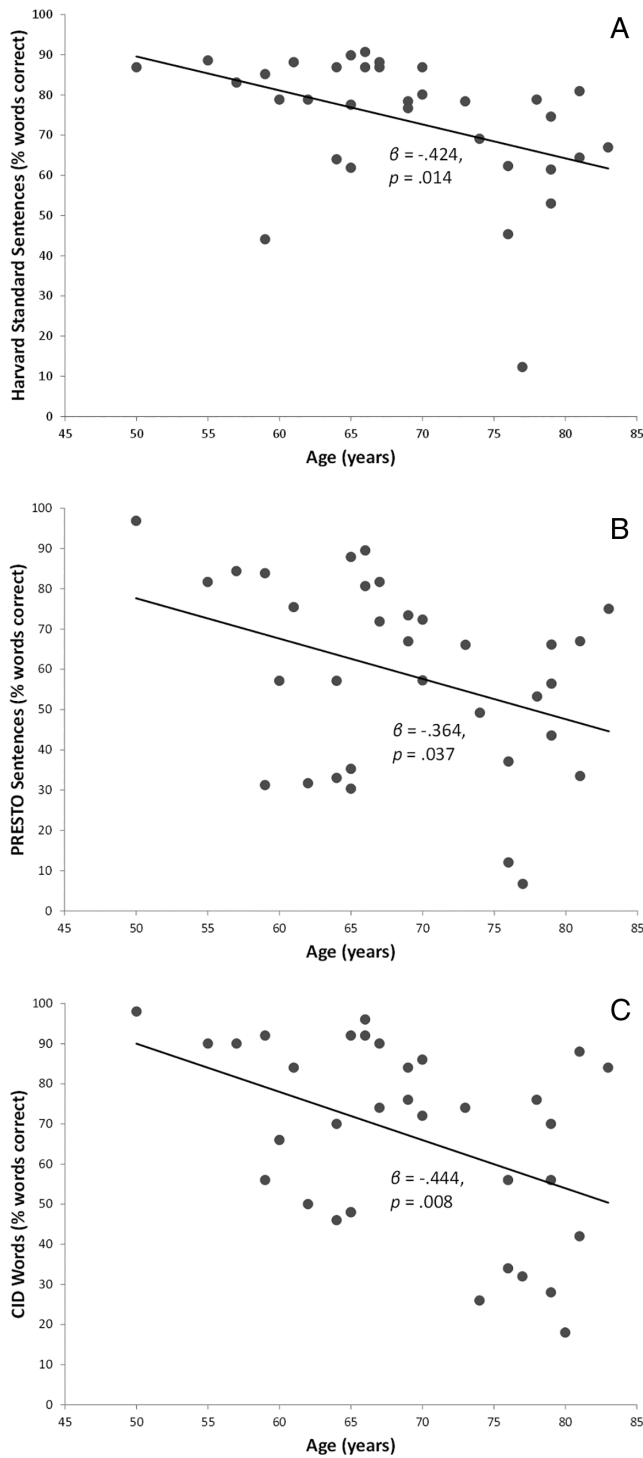 A
Harvard Standard Sentences (% words correct)
100
90
80
70
60
50
40
30
20
10
0
β = -.424,
p = .014
45 50 55 60 65 70 75 80 85
Age (years)
B
PRESTO Sentences (% words correct)
100
90
80
70
60
50
40
30
20
10
0
β = -.364,
p = .037
45 50 55 60 65 70 75 80 85
Age (years)
C
CID Words (% words correct)
100
90
80
70
60
50
40
30
20
10
0
β = -.444,
p = .008
45 50 55 60 65 70 75 80 85
Age (years)